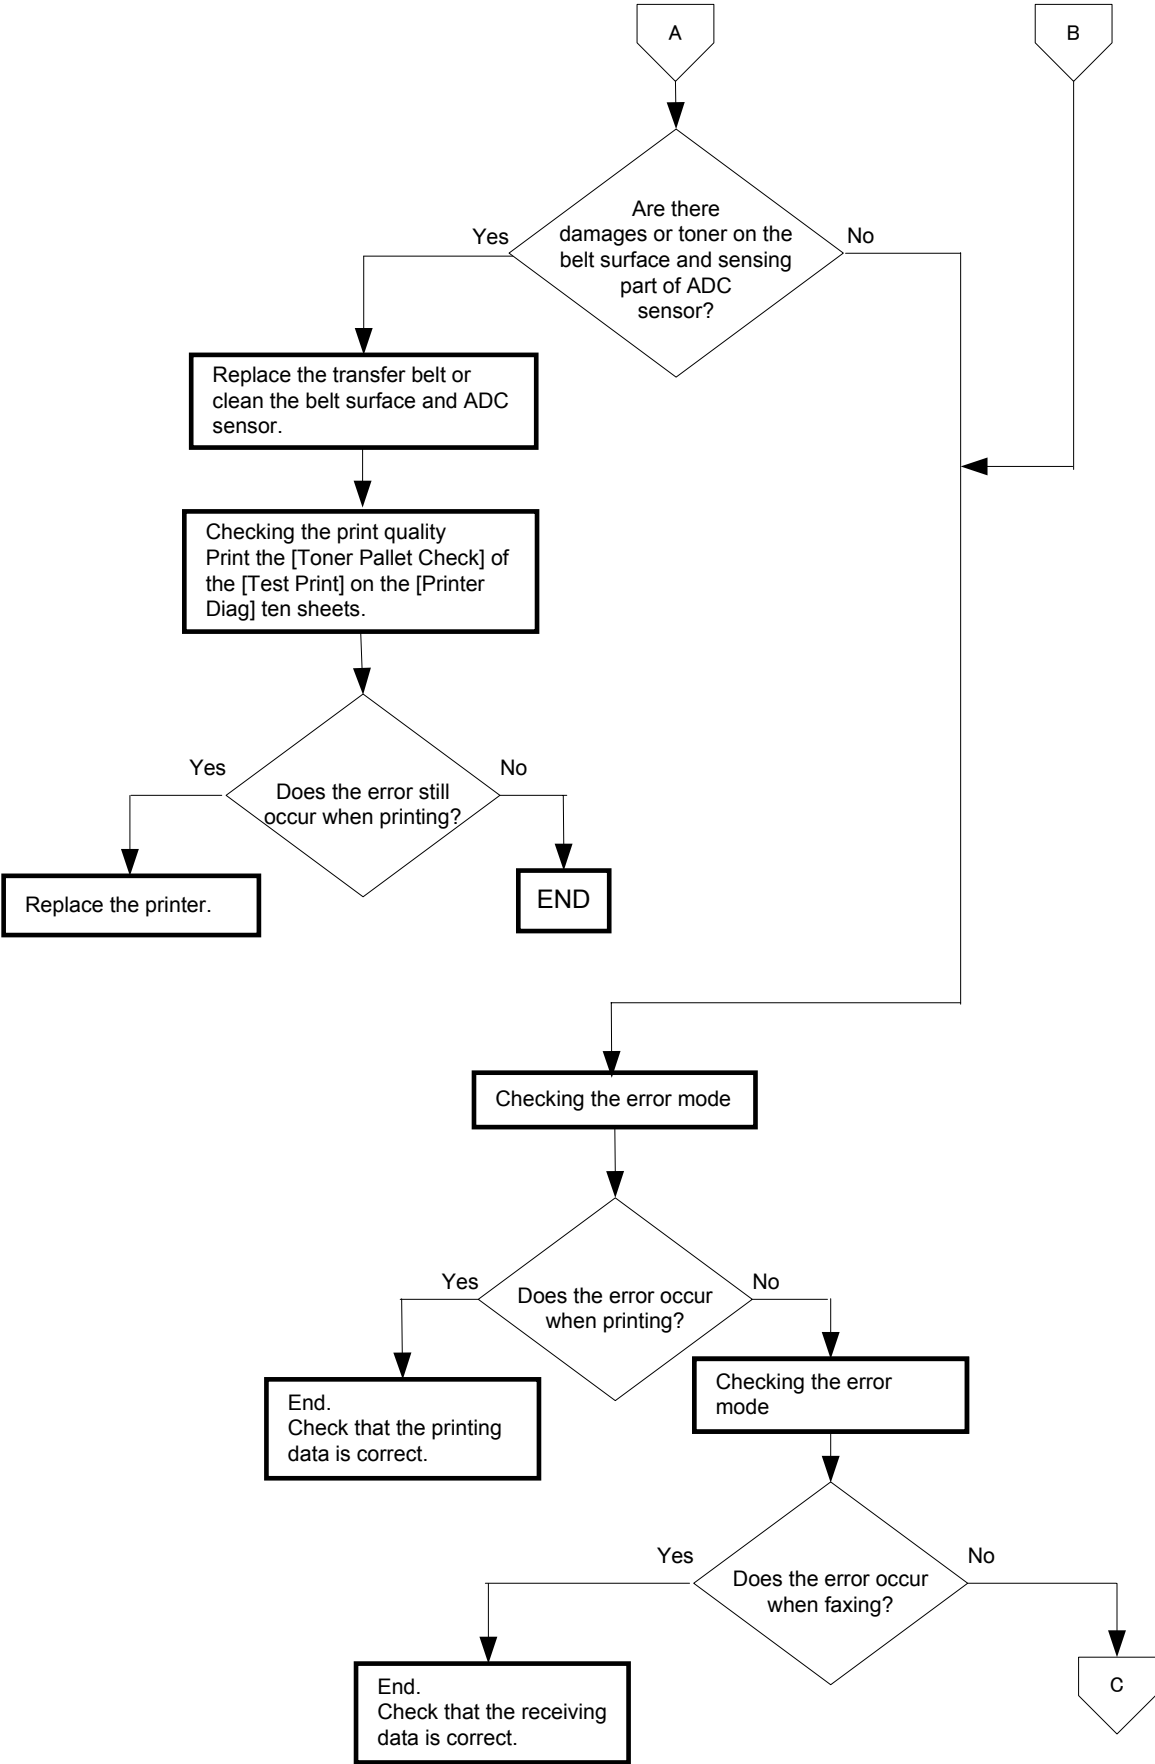 A
B
Are there
damages or toner on the
belt surface and sensing
part of ADC
sensor?
Yes
No
Replace the transfer belt or
clean the belt surface and ADC
sensor.
Checking the print quality
Print the [Toner Pallet Check] of
the [Test Print] on the [Printer
Diag] ten sheets.
Yes
No
Does the error still
occur when printing?
Replace the printer.
END
Checking the error mode
Yes
No
Does the error occur
when printing?
End.
Check that the printing
data is correct.
Checking the error
mode
Yes
No
Does the error occur
when faxing?
End.
Check that the receiving
data is correct.
C